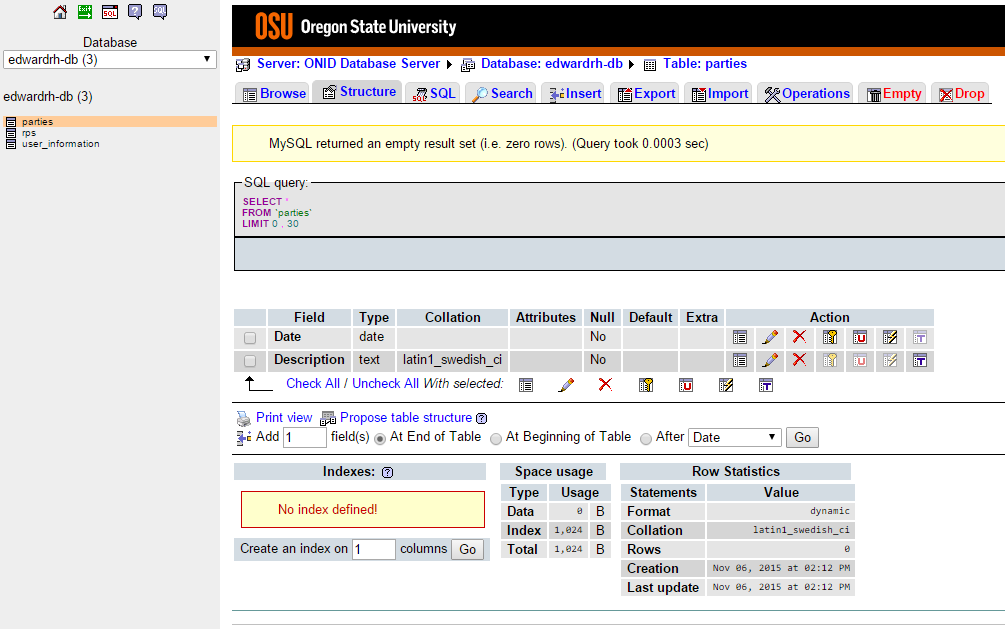 Database
edwardrh-db (3)
edwardrh-db (3)
parties
rps
user_information
OSU Oregon State University
Server: ONID Database Server Database: edwardrh-db Table: parties
Browse Structure SQL Search Insert Export Import Operations Empty Drop
MySQL returned an empty result set (i.e. zero rows). (Query took 0.0003 sec)
SQL query:
SELECT *
FROM `parties`
LIMIT 0 , 30
Field Type Collation Attributes Null Default Extra Action
Date date No
Description text latin1_swedish_ci No
Check All / Uncheck All With selected:
Print view Propose table structure
Add 1 field(s) At End of Table At Beginning of Table After Date Go
Indexes:
No index defined!
Create an index on 1 columns Go
Space usage
Type Usage
Data 0 B
Index 1,024 B
Total 1,024 B
Row Statistics
Statements Value
Format dynamic
Collation latin1_swedish_ci
Rows 0
Creation Nov 06, 2015 at 02:12 PM
Last update Nov 06, 2015 at 02:12 PM